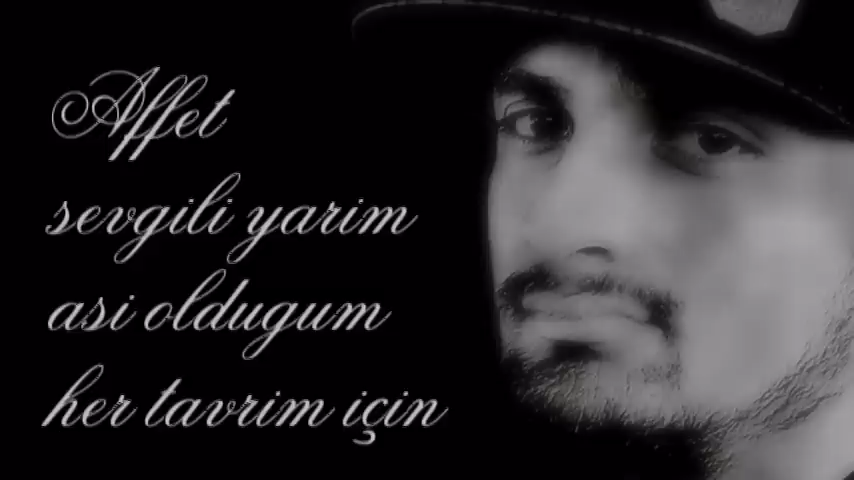 Affet
sevgili yarim
asi oldugum
her tavrim için